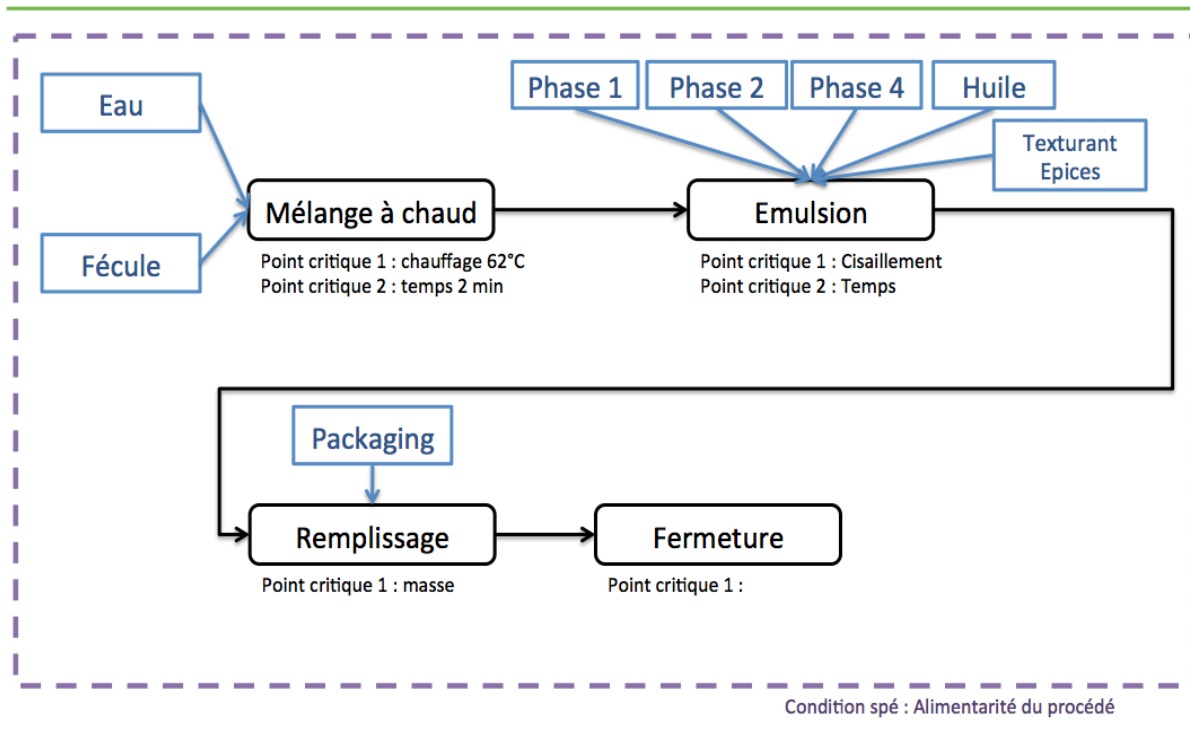 Eau
Phase 1
Phase 2
Phase 4
Huile
Texturant
Epices
Mélange à chaud
Emulsion
Fécule
Point critique 1 : chauffage 62°C
Point critique 2 : temps 2 min
Point critique 1 : Cisaillement
Point critique 2 : Temps
Packaging
Remplissage
Fermeture
Point critique 1 : masse
Point critique 1 :
Condition spé : Alimentarité du procédé